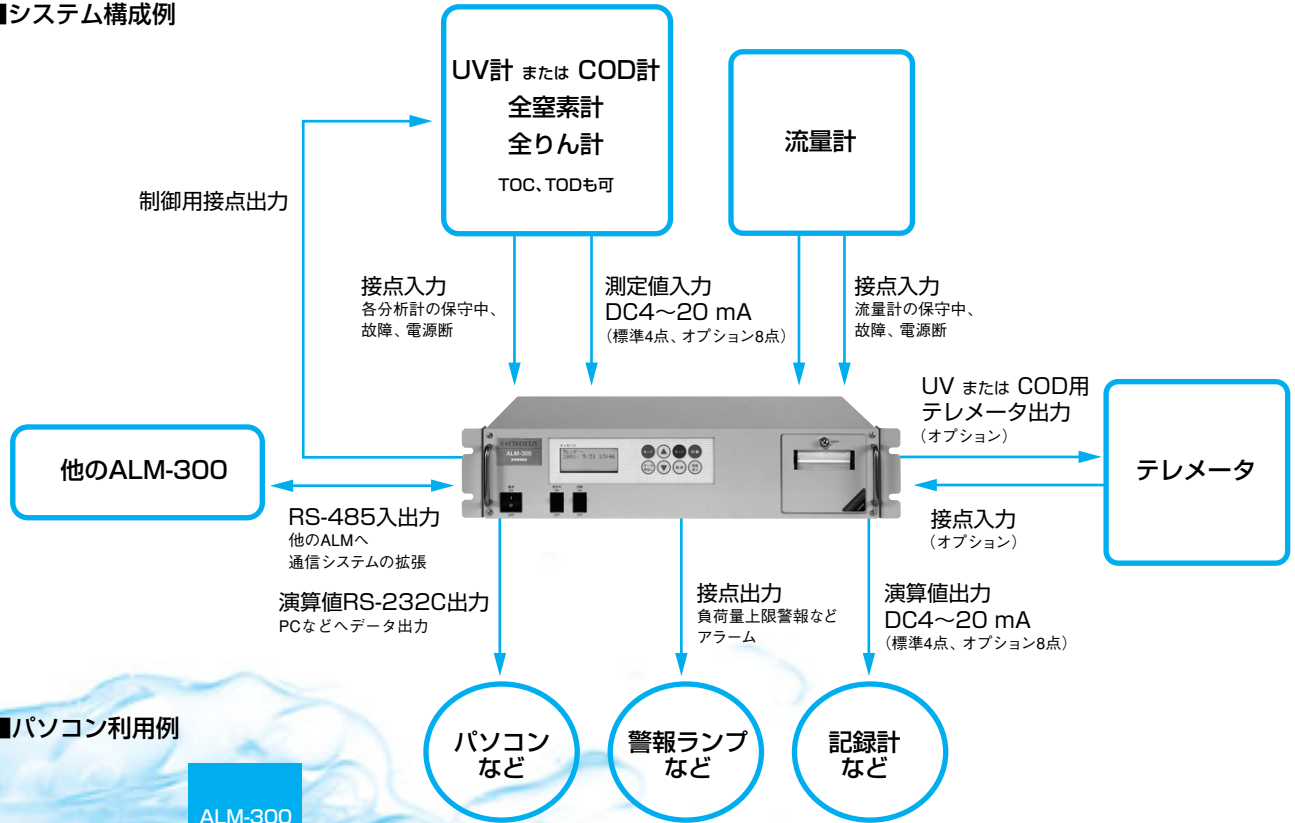 ■システム構成例
UV計 または COD計
全窒素計
全りん計
TOC、TODも可
流量計
制御用接点出力
接点入力
各分析計の保守中、
故障、電源断
測定値入力
DC4～20 mA
（標準4点、オプション8点）
接点入力
流量計の保守中、
故障、電源断
UV または COD用
テレメータ出力
（オプション）
他のALM-300
HORIBA
ALM-300
メッセージ
テレメータ
RS-485入出力
他のALMへ
通信システムの拡張
接点入力
（オプション）
演算値RS-232C出力
PCなどへデータ出力
接点出力
負荷量上限警報など
アラーム
演算値出力
DC4～20 mA
（標準4点、オプション8点）
パソコン
など
警報ランプ
など
記録計
など
■パソコン利用例
ALM-300